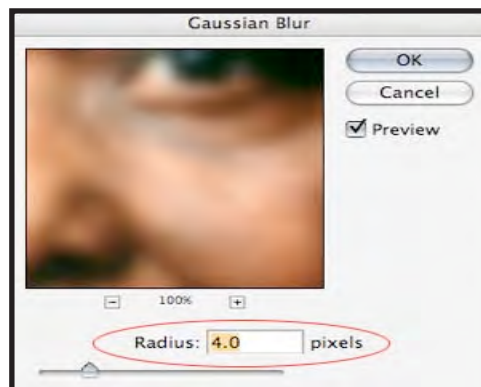 Gaussian Blur
OK
Cancel
Preview
100%
Radius: 4.0 pixels